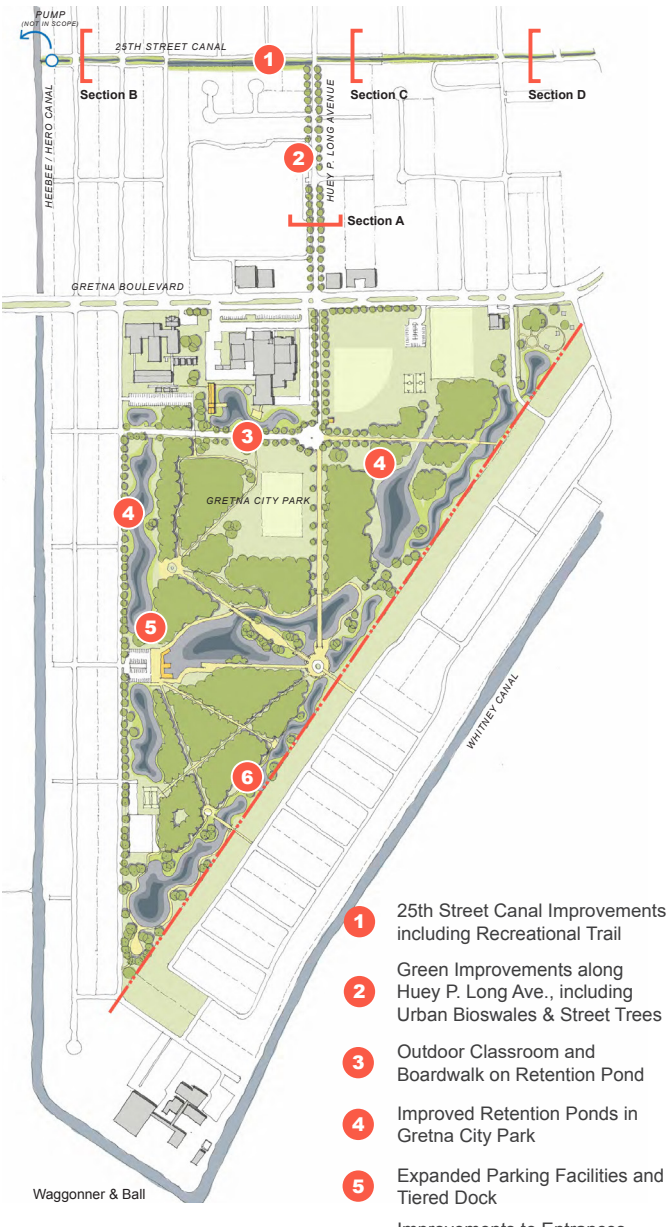 PUMP
(NOT IN SCOPE)
25TH STREET CANAL
1
Section B
Section C
Section D
HEEBEE / HERO CANAL
HUEY P. LONG AVENUE
2
Section A
GRETNA BOULEVARD
3
4
GRETNA CITY PARK
4
5
WHITNEY CANAL
6
1
25th Street Canal Improvements
including Recreational Trail
2
Green Improvements along
Huey P. Long Ave., including
Urban Bioswales & Street Trees
3
Outdoor Classroom and
Boardwalk on Retention Pond
4
Improved Retention Ponds in
Gretna City Park
5
Expanded Parking Facilities and
Tiered Dock
Improvements to Entrances
Waggonner & Ball